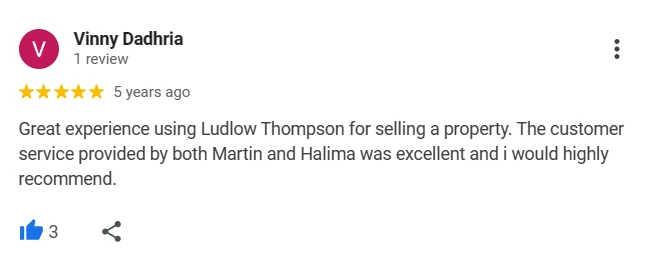 V
Vinny Dadhria
1 review
5 years ago
Great experience using Ludlow Thompson for selling a property. The customer
service provided by both Martin and Halima was excellent and i would highly
recommend.
3